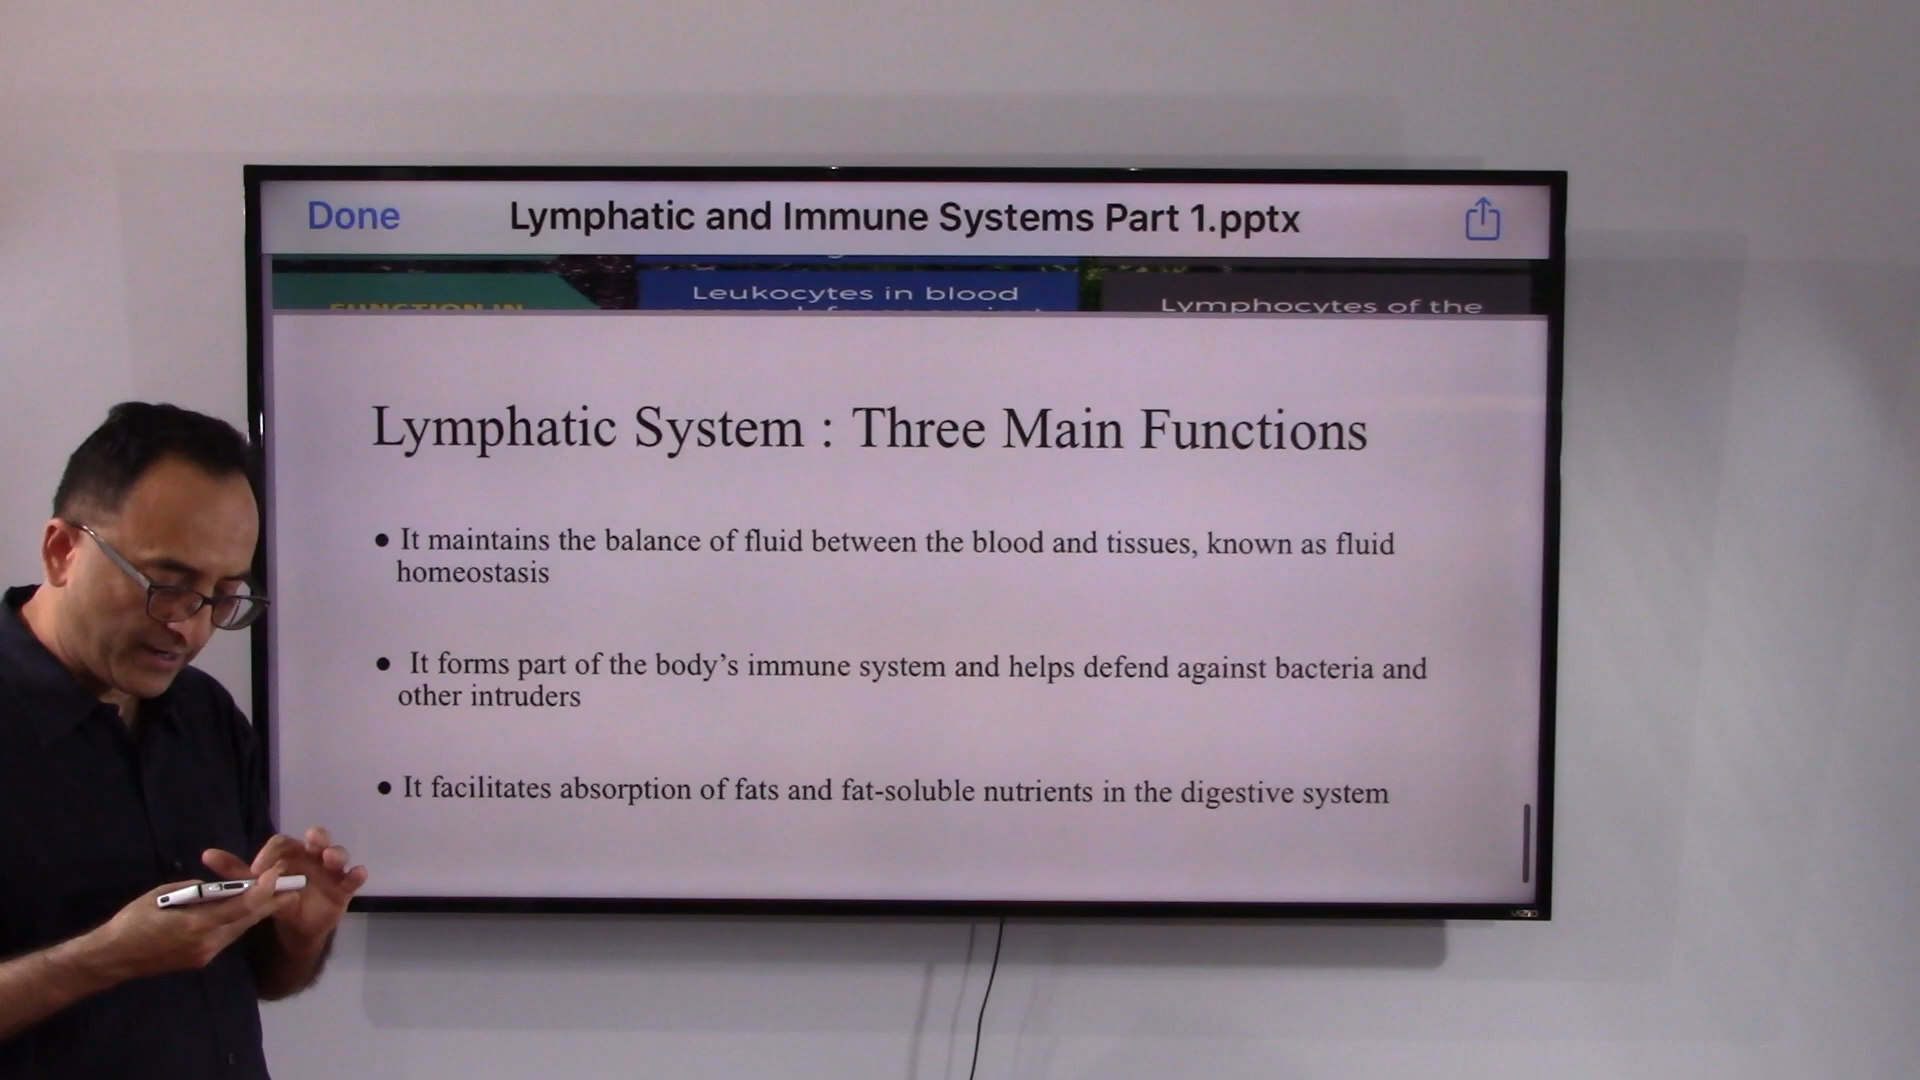 Done Lymphatic and Immune Systems Part 1.pptx
FUNCTION IN
Leukocytes in blood
Lymphocytes of the
Lymphatic System : Three Main Functions
• It maintains the balance of fluid between the blood and tissues, known as fluid
homeostasis
• It forms part of the body’s immune system and helps defend against bacteria and
other intruders
• It facilitates absorption of fats and fat-soluble nutrients in the digestive system
VIZIO